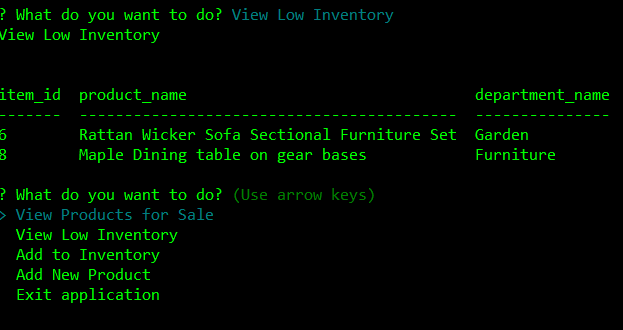 ? What do you want to do? View Low Inventory
View Low Inventory
item_id  product_name                                department_name
-------  ------------------------------------------  ---------------
6        Rattan Wicker Sofa Sectional Furniture Set  Garden
8        Maple Dining table on gear bases            Furniture
? What do you want to do? (Use arrow keys)
> View Products for Sale
  View Low Inventory
  Add to Inventory
  Add New Product
  Exit application